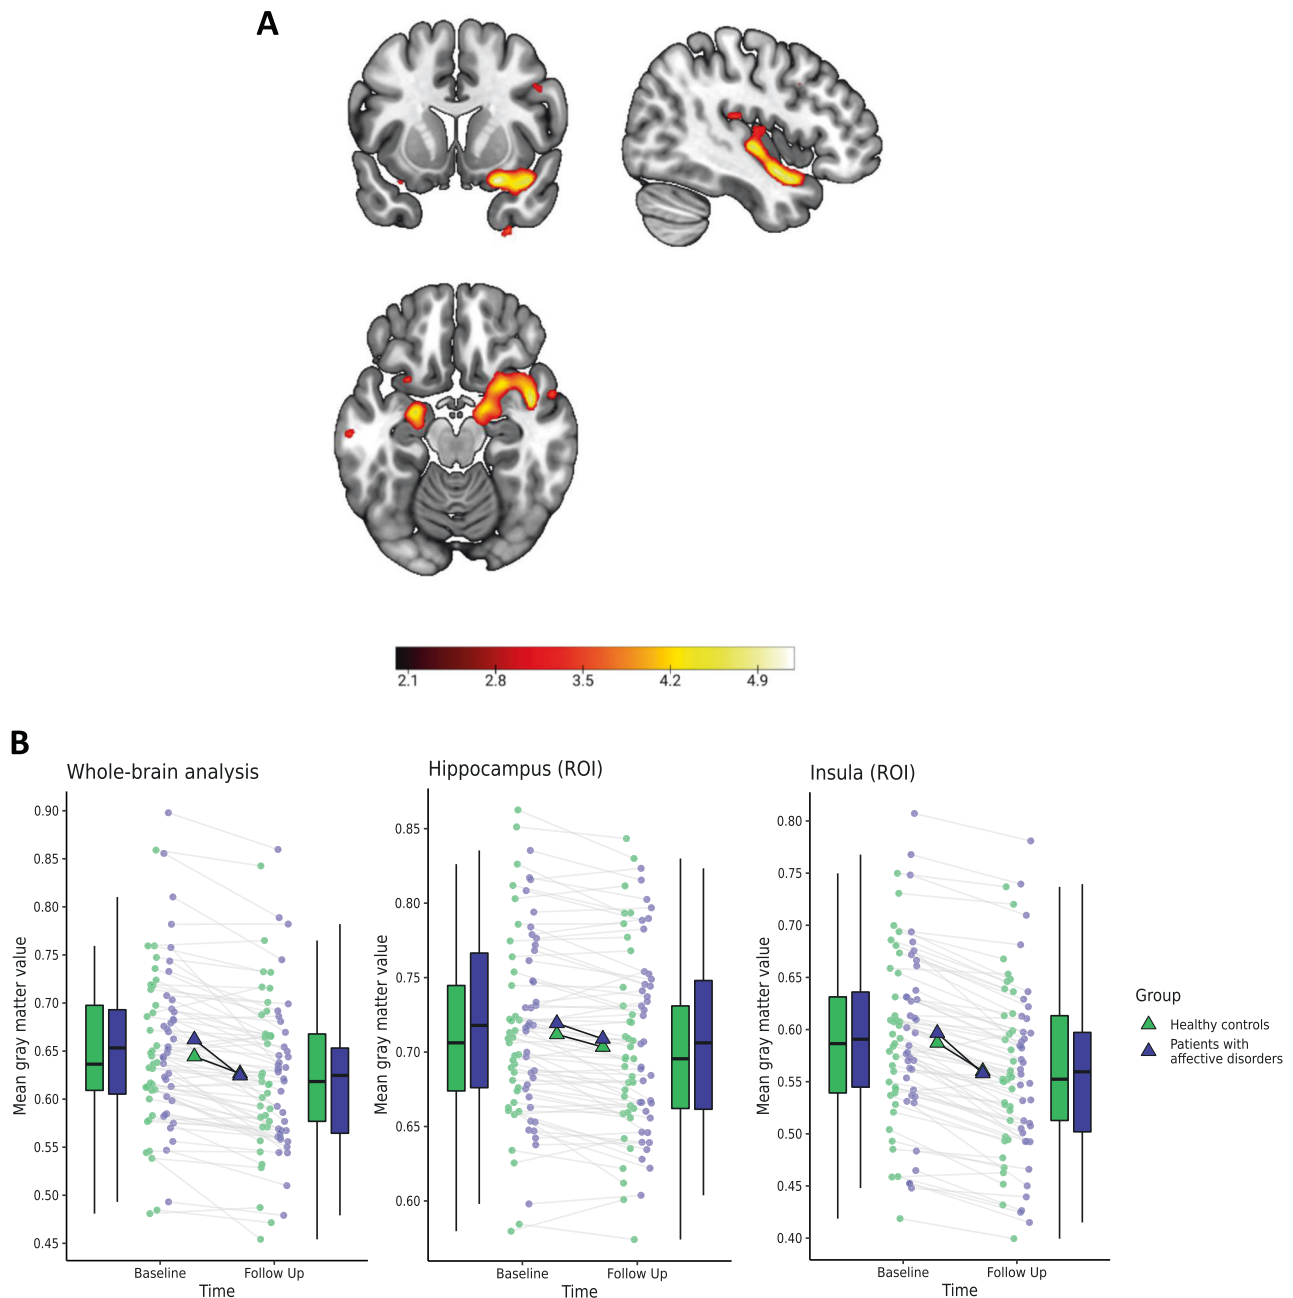 A
2.1 2.8 3.5 4.2 4.9
B
Whole-brain analysis
Mean gray matter value
0.90
0.85
0.80
0.75
0.70
0.65
0.60
0.55
0.50
0.45
Baseline Follow Up
Time
Hippocampus (ROI)
Mean gray matter value
0.85
0.80
0.75
0.70
0.65
0.60
Baseline Follow Up
Time
Insula (ROI)
Mean gray matter value
0.80
0.75
0.70
0.65
0.60
0.55
0.50
0.45
0.40
Baseline Follow Up
Time
Group
Healthy controls
Patients with
affective disorders